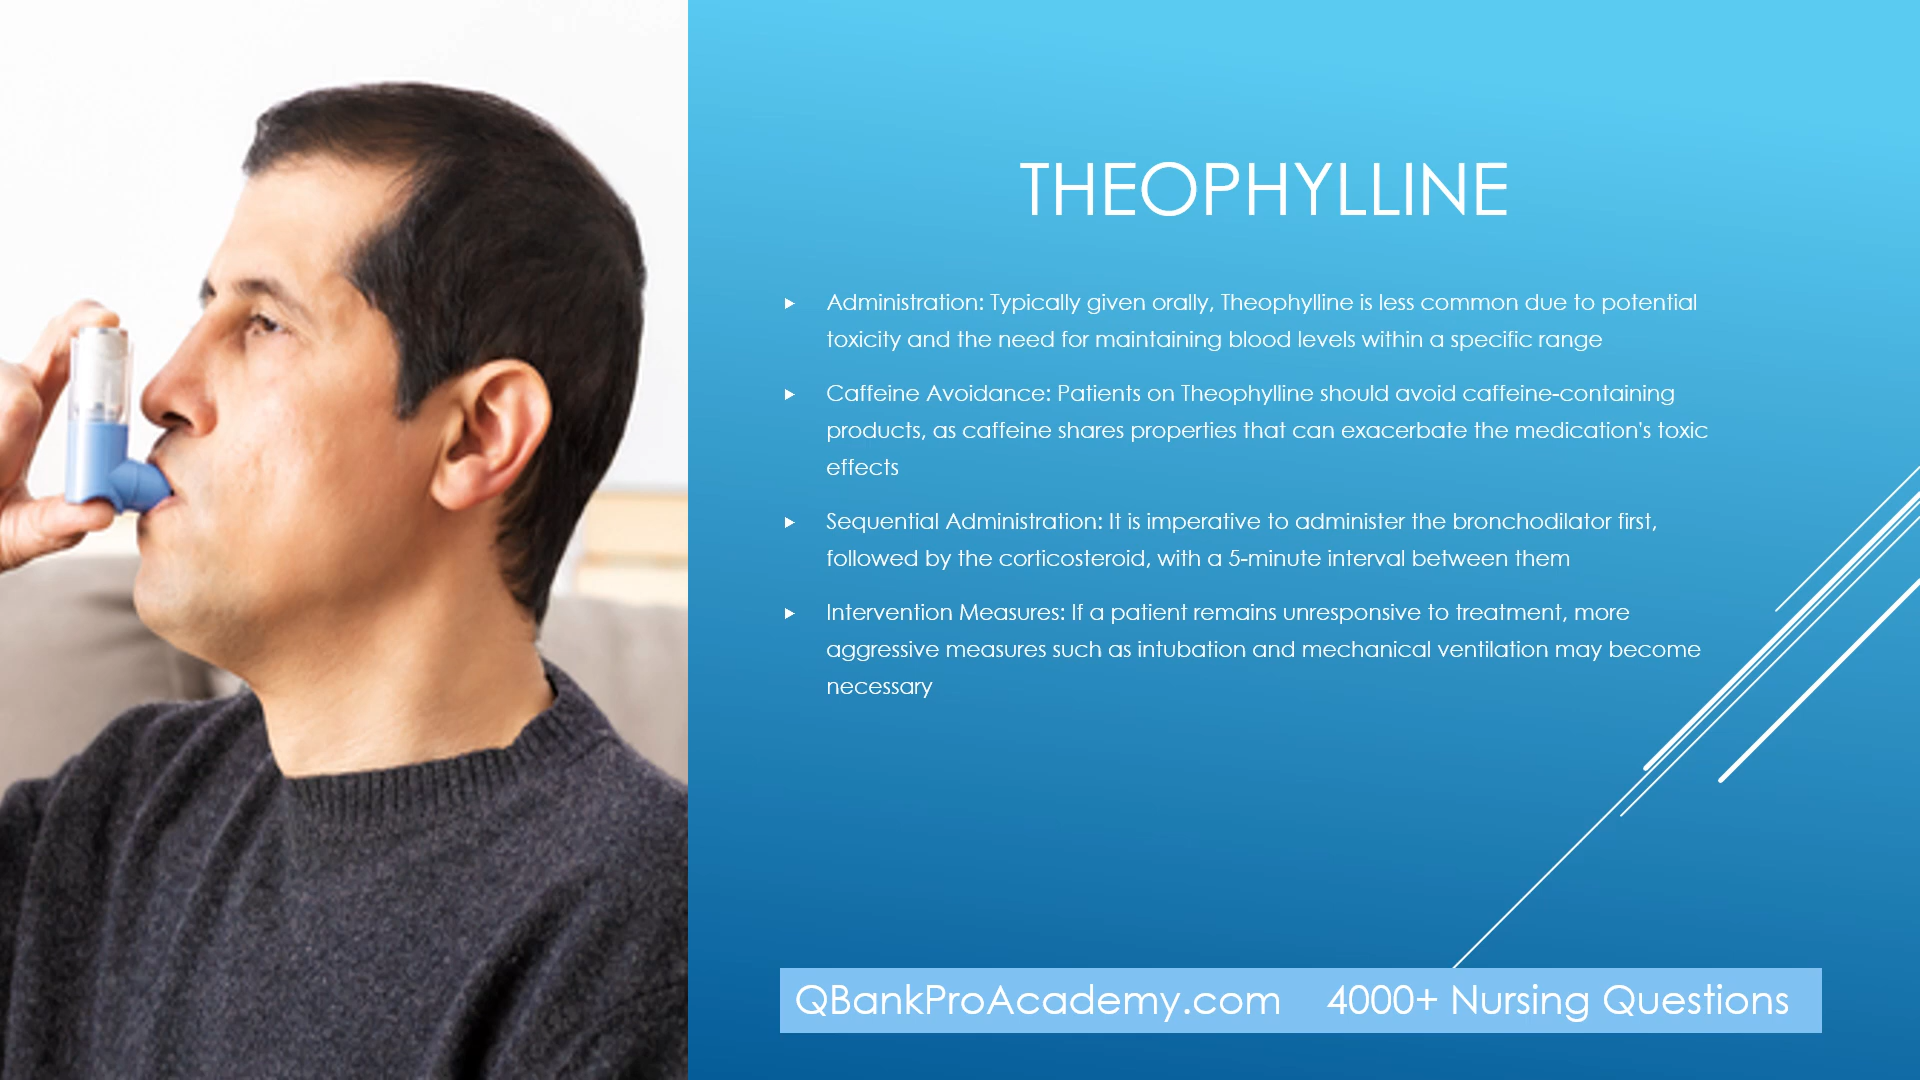 THEOPHYLLINE
Administration: Typically given orally, Theophylline is less common due to potential
toxicity and the need for maintaining blood levels within a specific range
Caffeine Avoidance: Patients on Theophylline should avoid caffeine-containing
products, as caffeine shares properties that can exacerbate the medication's toxic
effects
Sequential Administration: It is imperative to administer the bronchodilator first,
followed by the corticosteroid, with a 5-minute interval between them
Intervention Measures: If a patient remains unresponsive to treatment, more
aggressive measures such as intubation and mechanical ventilation may become
necessary
QBankProAcademy.com 4000+ Nursing Questions